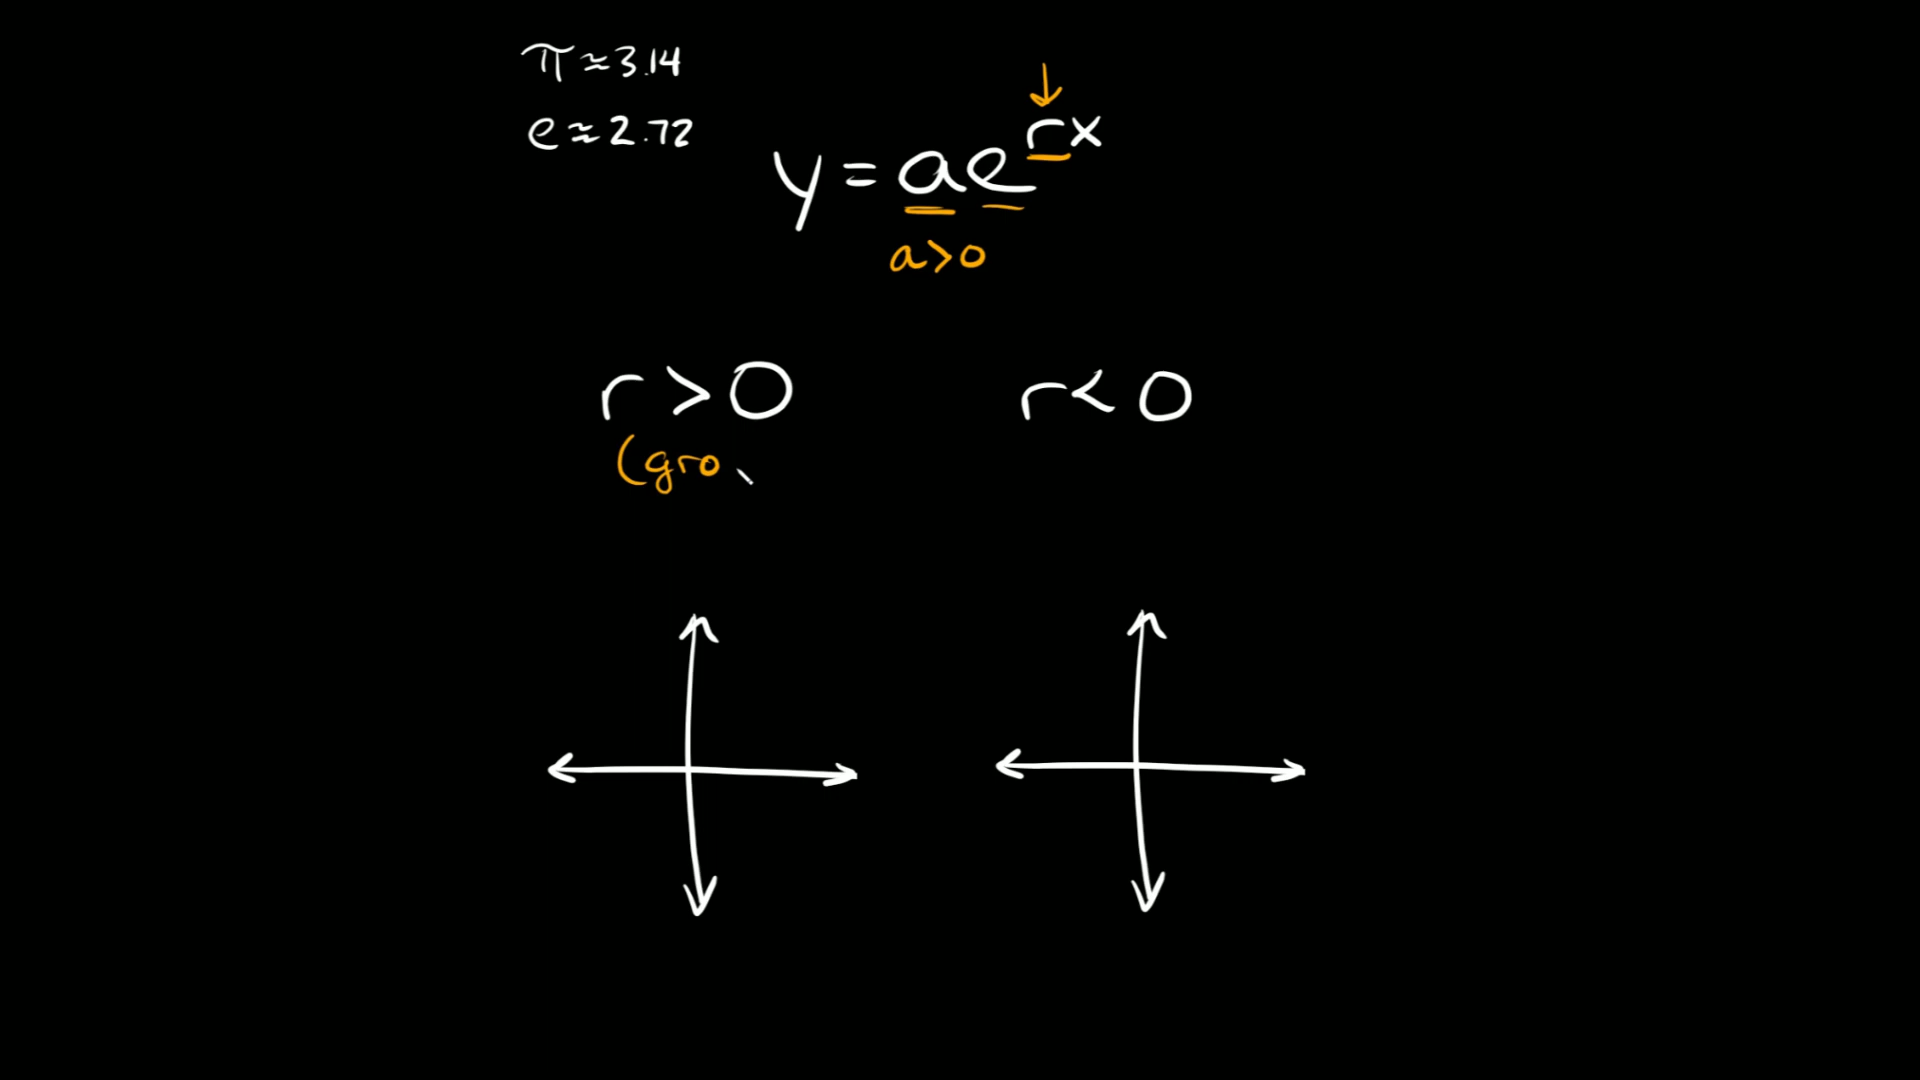 π≈3.14
e≈2.72
y=ae^{rx}
a>0
r>0
r<0
(gro